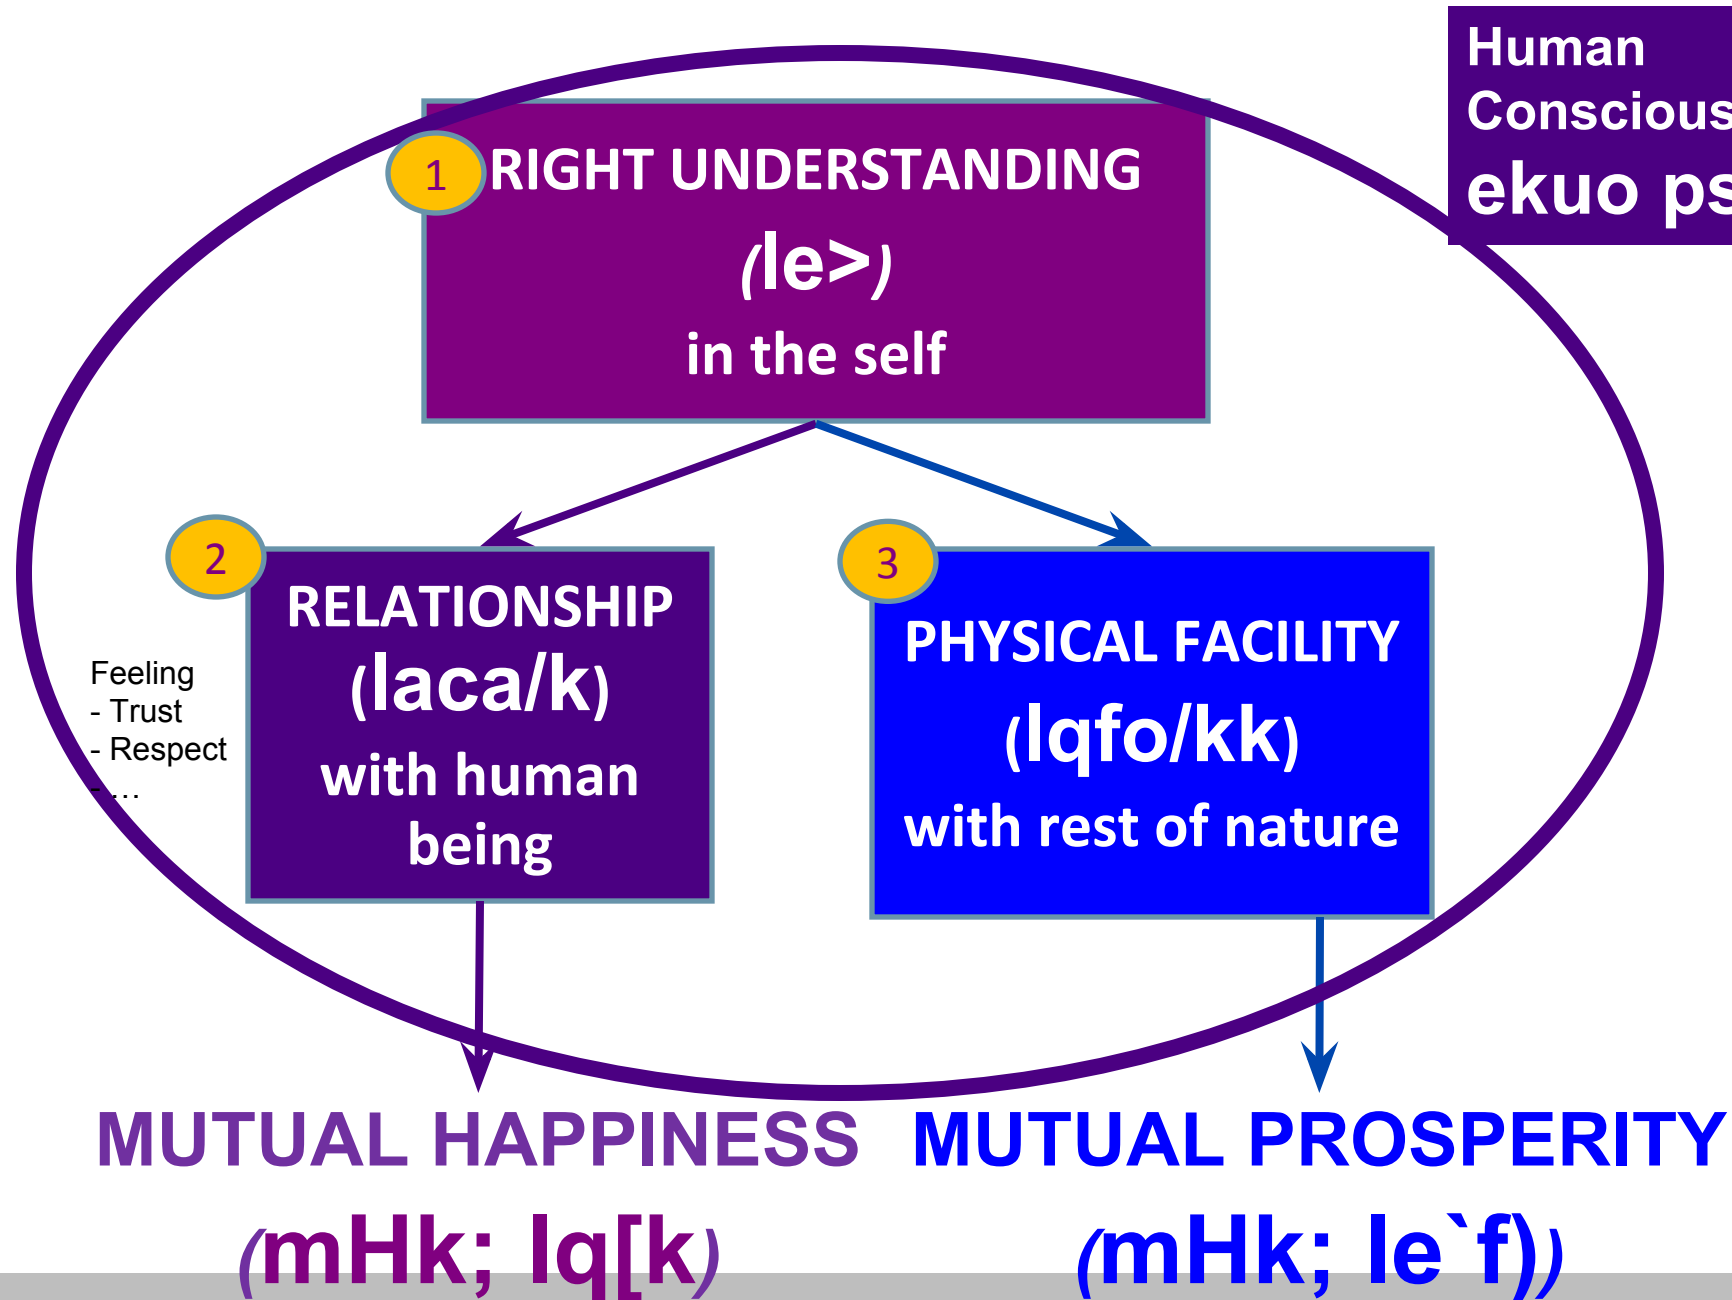 Human
Conscious
ekuo ps
1
RIGHT UNDERSTANDING
(le>)
in the self
2
RELATIONSHIP
(laca/k)
with human
being
3
PHYSICAL FACILITY
(lqfo/kk)
with rest of nature
Feeling
- Trust
- Respect
- …
MUTUAL HAPPINESS
(mHk; lq[k)
MUTUAL PROSPERITY
(mHk; le`f))